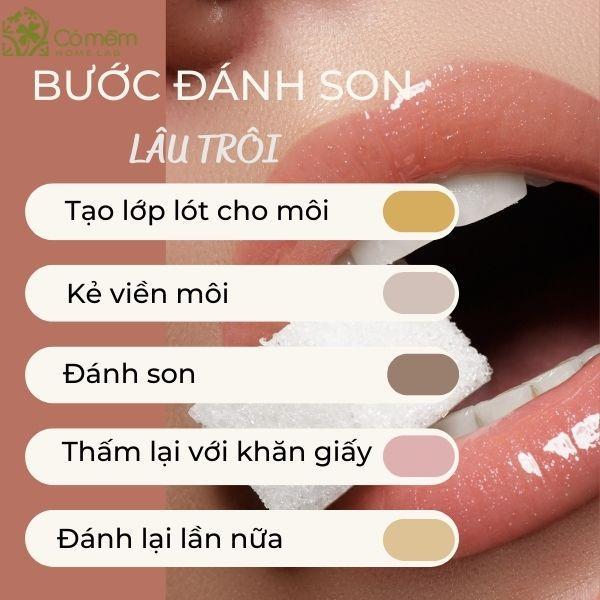 Cỏ mềm
HOME LAB
BƯỚC ĐÁNH SON
LÂU TRÔI
Tạo lớp lót cho môi
Kẻ viền môi
Đánh son
Thấm lại với khăn giấy
Đánh lại lần nữa